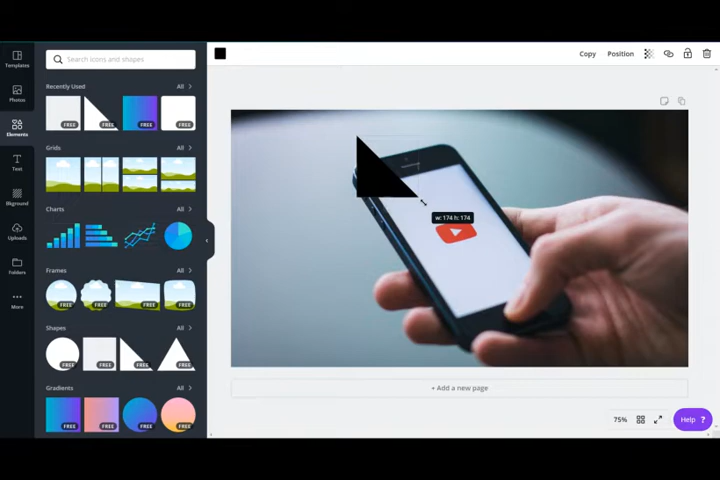 Copy
Position
Templates
Photos
Elements
Text
Bkground
Uploads
Folders
More
Search icons and shapes
Recently Used
All
FREE
FREE
FREE
FREE
Grids
All
Charts
All
Frames
All
FREE
FREE
FREE
FREE
Shapes
All
FREE
FREE
FREE
FREE
Gradients
All
FREE
FREE
FREE
FREE
w: 174 h: 174
+ Add a new page
75%
Help ?